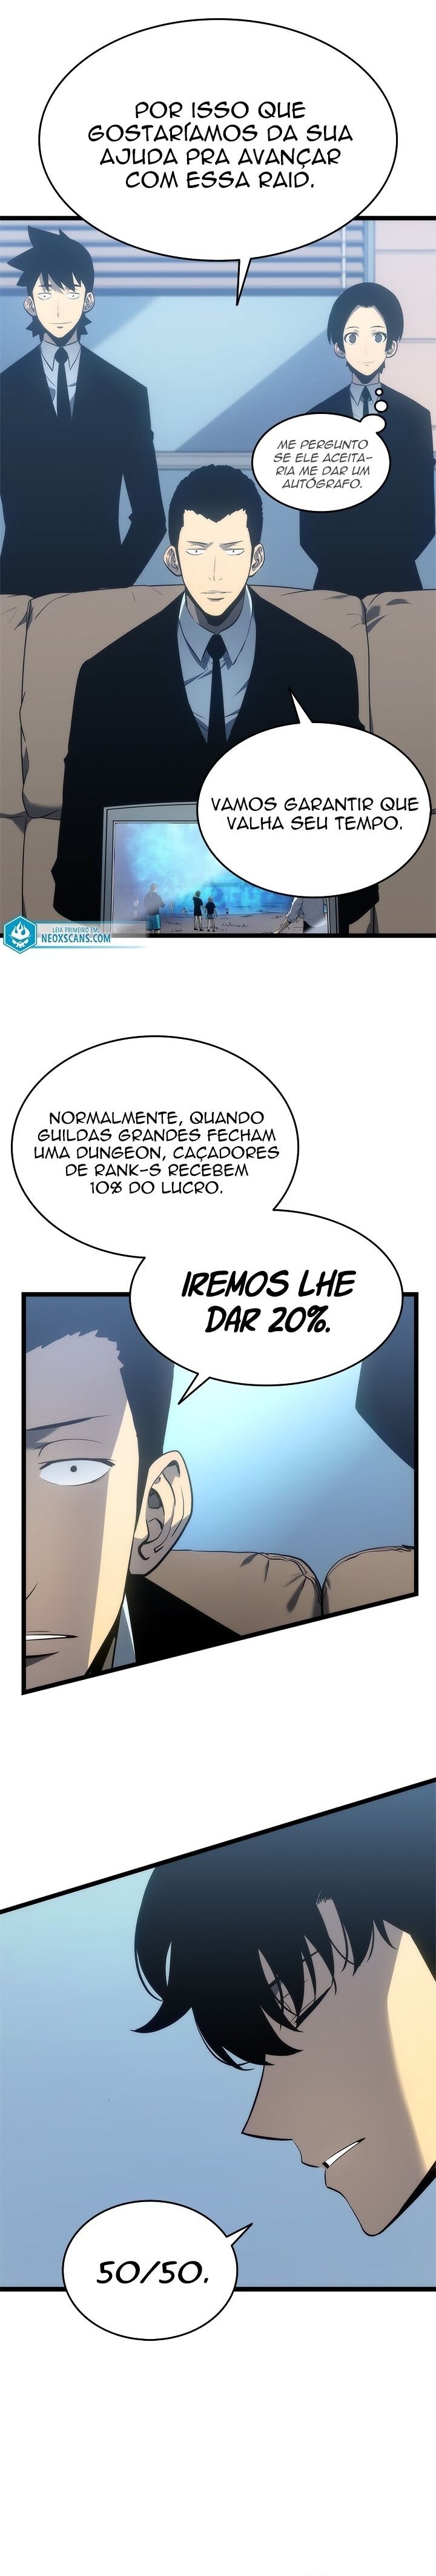 POR ISSO QUE
GOSTARÍAMOS DA SUA
AJUDA PRA AVANÇAR
COM ESSA RAID.
ME PERGUNTO
SE ELE ACEITA-
RIA ME DAR UM
AUTÓGRAFO.
VAMOS GARANTIR QUE
VALHA SEU TEMPO.
LEIA PRIMEIRO EM
NEOXSCANS.COM
NORMALMENTE, QUANDO
GUILDAS GRANDES FECHAM
UMA DUNGEON, CAÇADORES
DE RANK-S RECEBEM
10% DO LUCRO.
IREMOS LHE
DAR 20%.
50/50.